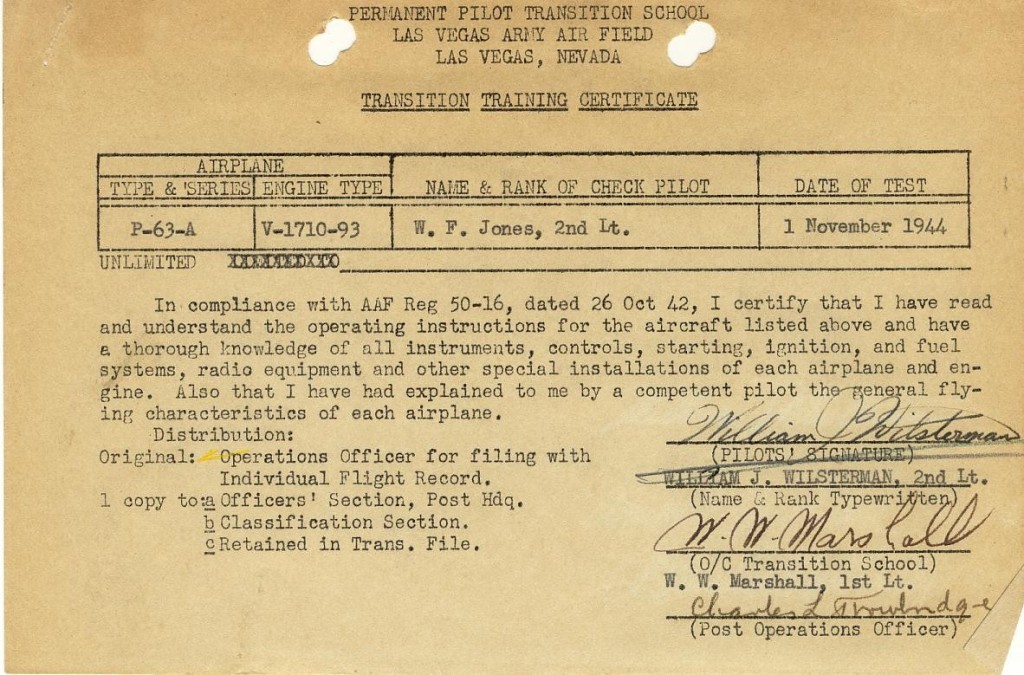 PERMANENT PILOT TRANSITION SCHOOL
LAS VEGAS ARMY AIR FIELD
LAS VEGAS, NEVADA
TRANSITION TRAINING CERTIFICATE
AIRPLANE
TYPE & SERIES ENGINE TYPE NAME & RANK OF CHECK PILOT DATE OF TEST
P-63-A V-1710-93 W. F. Jones, 2nd Lt. 1 November 1944
UNLIMITED
In compliance with AAF Reg 50-16, dated 26 Oct 42, I certify that I have read
and understand the operating instructions for the aircraft listed above and have
a thorough knowledge of all instruments, controls, starting, ignition, and fuel
systems, radio equipment and other special installations of each airplane and en-
gine. Also that I have had explained to me by a competent pilot the general fly-
ing characteristics of each airplane.
Distribution:
Original: Operations Officer for filing with
Individual Flight Record.
1 copy to:a Officers' Section, Post Hdq.
b Classification Section.
c Retained in Trans. File.
William J Wilsterman
(PILOTS' SIGNATURE)
WILLIAM J. WILSTERMAN, 2nd Lt.
(Name & Rank Typewritten)
W. W. Marshall
(O/C Transition School)
W. W. Marshall, 1st Lt.
Charles L Trowbridge
(Post Operations Officer)